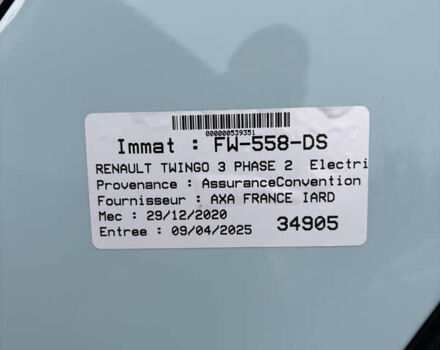 000000539351
Immat : FW-558-DS
RENAULT TWINGO 3 PHASE 2 Electri
Provenance : AssuranceConvention
Fournisseur : AXA FRANCE IARD
Mec : 29/12/2020
Entree : 09/04/2025 34905